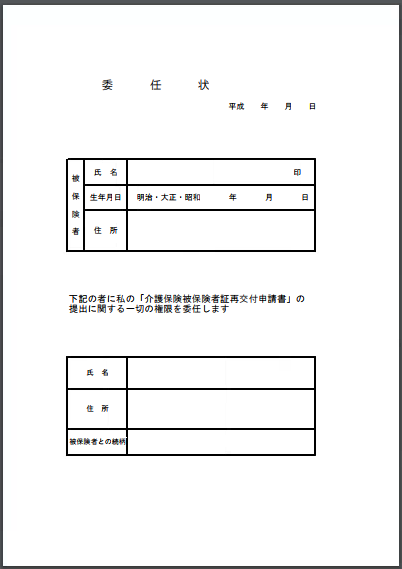 委 任 状
平成 年 月 日
被保険者
氏 名 印
生年月日 明治・大正・昭和 年 月 日
住 所
下記の者に私の「介護保険被保険者証再交付申請書」の
提出に関する一切の権限を委任します
氏 名
住 所
被保険者との続柄